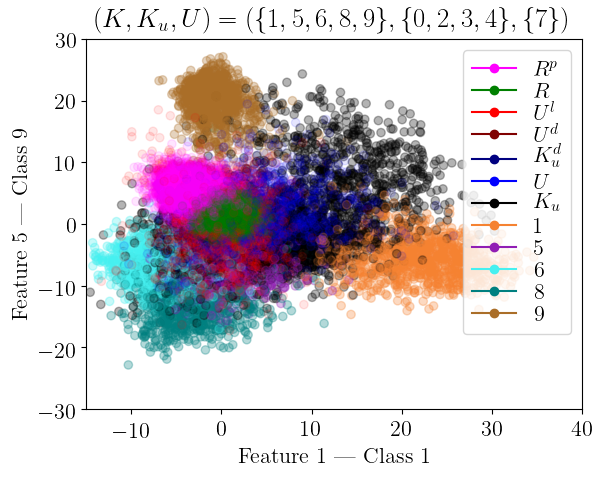 (K, K_u, U) = ({1, 5, 6, 8, 9}, {0, 2, 3, 4}, {7})
30
20
10
0
−10
−20
−30
Feature 5 — Class 9
−10 0 10 20 30 40
Feature 1 — Class 1
R^p
R
U^l
U^d
K_u^d
U
K_u
1
5
6
8
9